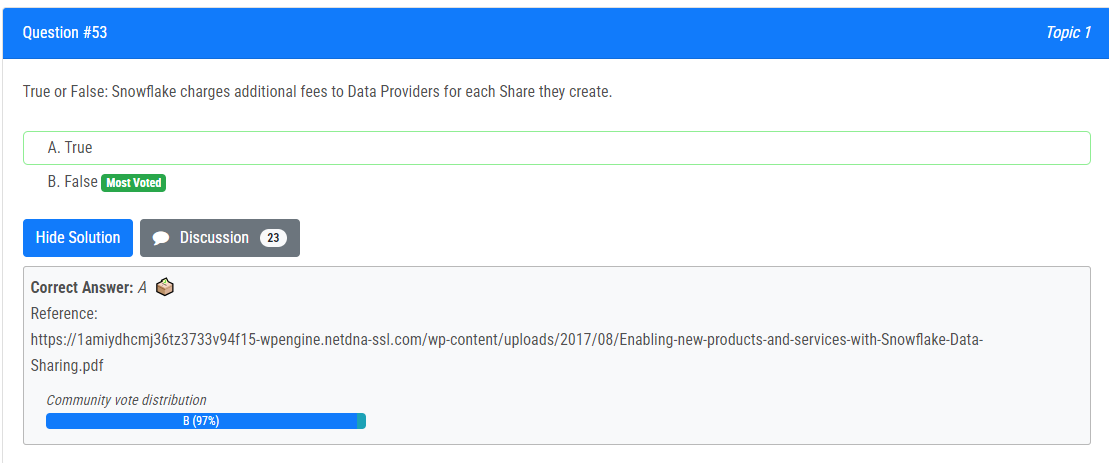 Question #53
Topic 1
True or False: Snowflake charges additional fees to Data Providers for each Share they create.
A. True
B. False Most Voted
Hide Solution
Discussion 23
Correct Answer: A
Reference:
https://1amiydhcmj36tz3733v94f15-wpengine.netdna-ssl.com/wp-content/uploads/2017/08/Enabling-new-products-and-services-with-Snowflake-Data-
Sharing.pdf
Community vote distribution
B (97%)